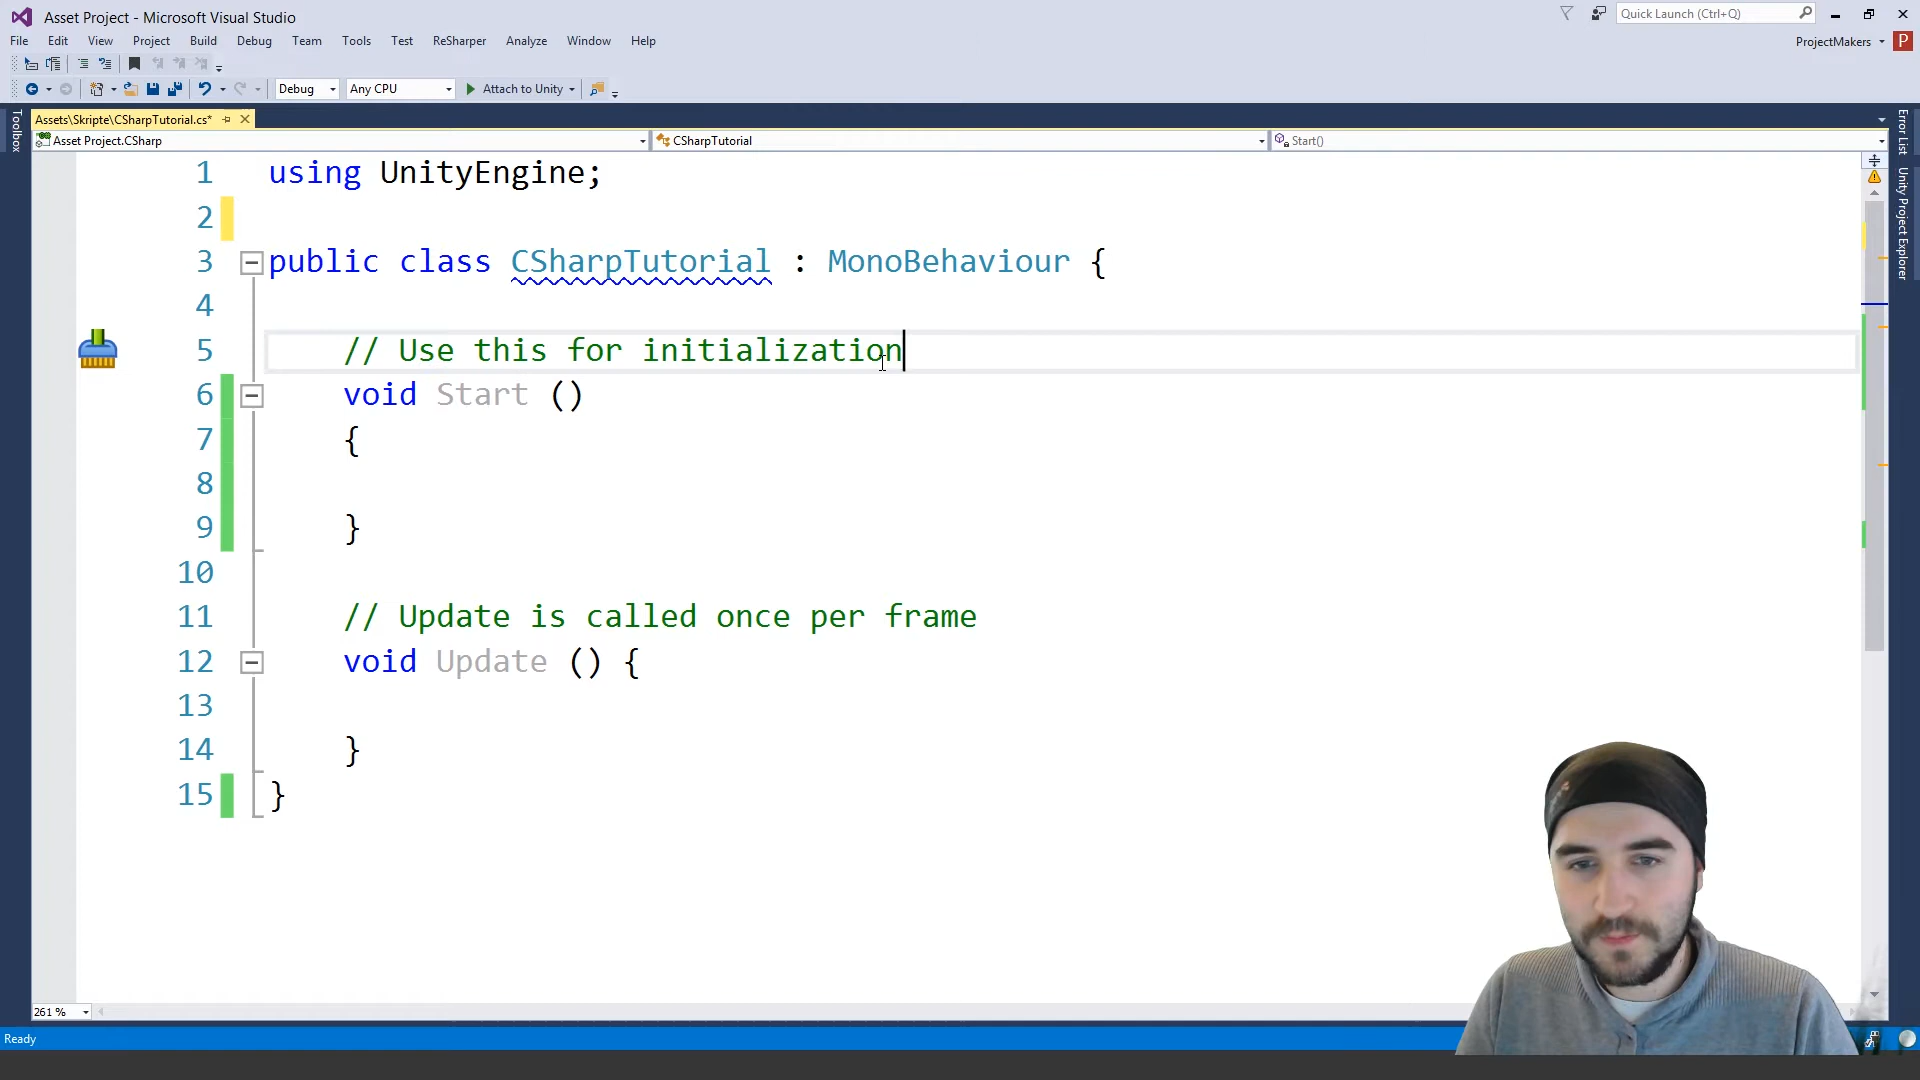 Asset Project - Microsoft Visual Studio
Quick Launch (Ctrl+Q)
File Edit View Project Build Debug Team Tools Test ReSharper Analyze Window Help
ProjectMakers P
Debug Any CPU Attach to Unity
Toolbox
Assets\Skripte\CSharpTutorial.cs*
Asset Project.CSharp CSharpTutorial Start()
Error List
Unity Project Explorer
1 using UnityEngine;
2
3 public class CSharpTutorial : MonoBehaviour {
4
5 // Use this for initialization
6 void Start ()
7 {
8
9 }
10
11 // Update is called once per frame
12 void Update () {
13
14 }
15 }
261 %
Ready